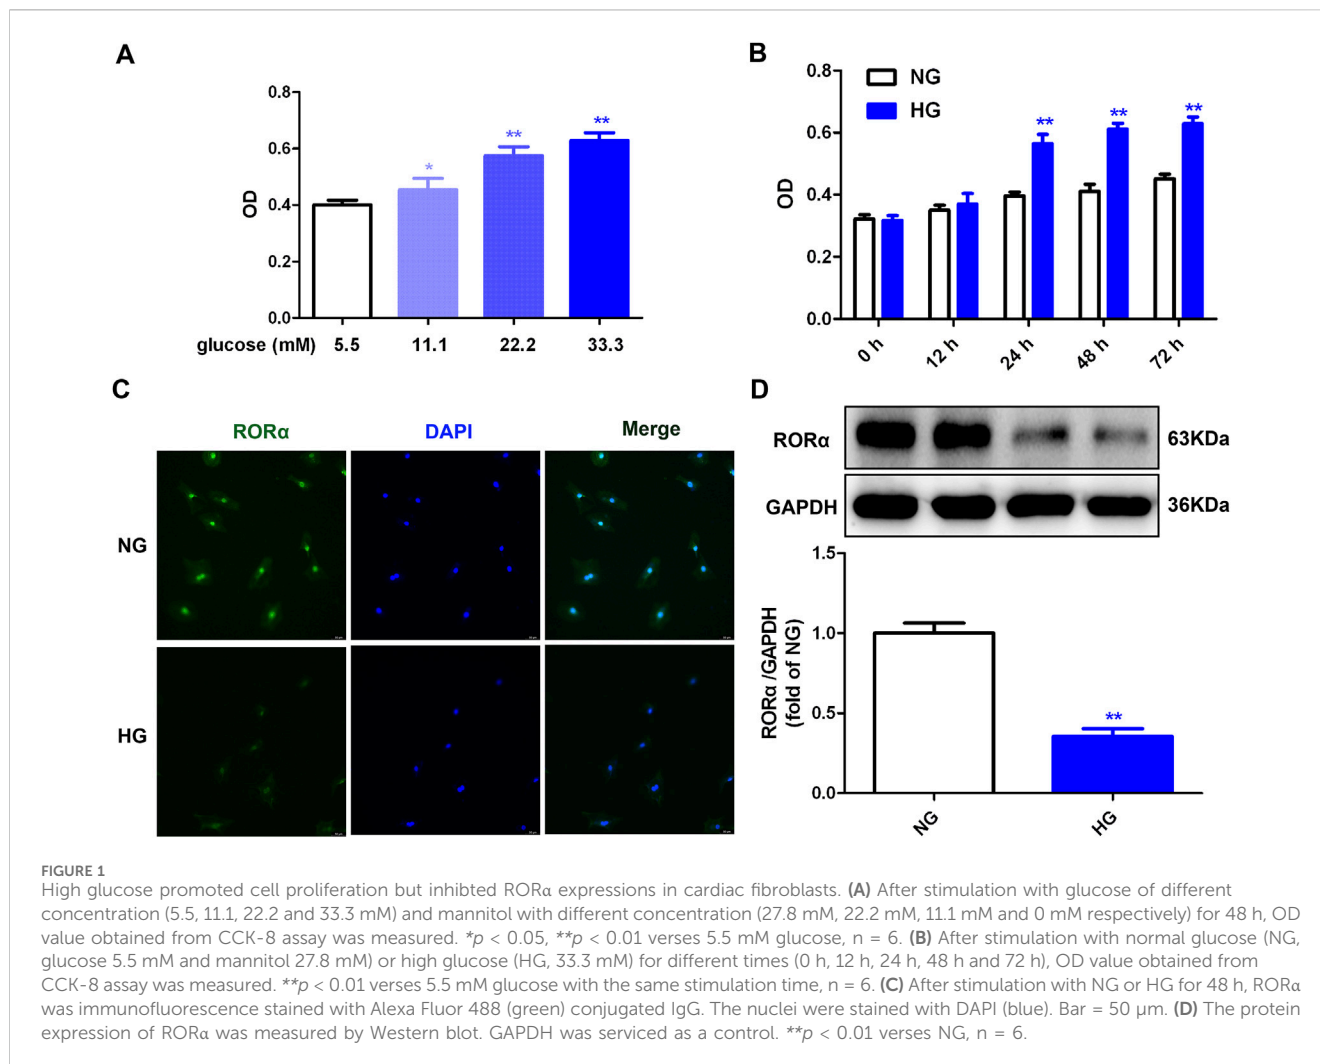 A
0.8
0.6
0.4
0.2
0.0
OD
*
**
**
glucose (mM)
5.5
11.1
22.2
33.3
B
0.8
0.6
0.4
0.2
0.0
OD
NG
HG
**
**
**
0 h
12 h
24 h
48 h
72 h
C
RORα
DAPI
Merge
NG
HG
D
RORα
63KDa
GAPDH
36KDa
1.5
1.0
0.5
0.0
RORα /GAPDH
(fold of NG)
**
NG
HG
FIGURE 1
High glucose promoted cell proliferation but inhibted RORα expressions in cardiac fibroblasts. (A) After stimulation with glucose of different
concentration (5.5, 11.1, 22.2 and 33.3 mM) and mannitol with different concentration (27.8 mM, 22.2 mM, 11.1 mM and 0 mM respectively) for 48 h, OD
value obtained from CCK-8 assay was measured. *p < 0.05, **p < 0.01 verses 5.5 mM glucose, n = 6. (B) After stimulation with normal glucose (NG,
glucose 5.5 mM and mannitol 27.8 mM) or high glucose (HG, 33.3 mM) for different times (0 h, 12 h, 24 h, 48 h and 72 h), OD value obtained from
CCK-8 assay was measured. **p < 0.01 verses 5.5 mM glucose with the same stimulation time, n = 6. (C) After stimulation with NG or HG for 48 h, RORα
was immunofluorescence stained with Alexa Fluor 488 (green) conjugated IgG. The nuclei were stained with DAPI (blue). Bar = 50 μm. (D) The protein
expression of RORα was measured by Western blot. GAPDH was serviced as a control. **p < 0.01 verses NG, n = 6.